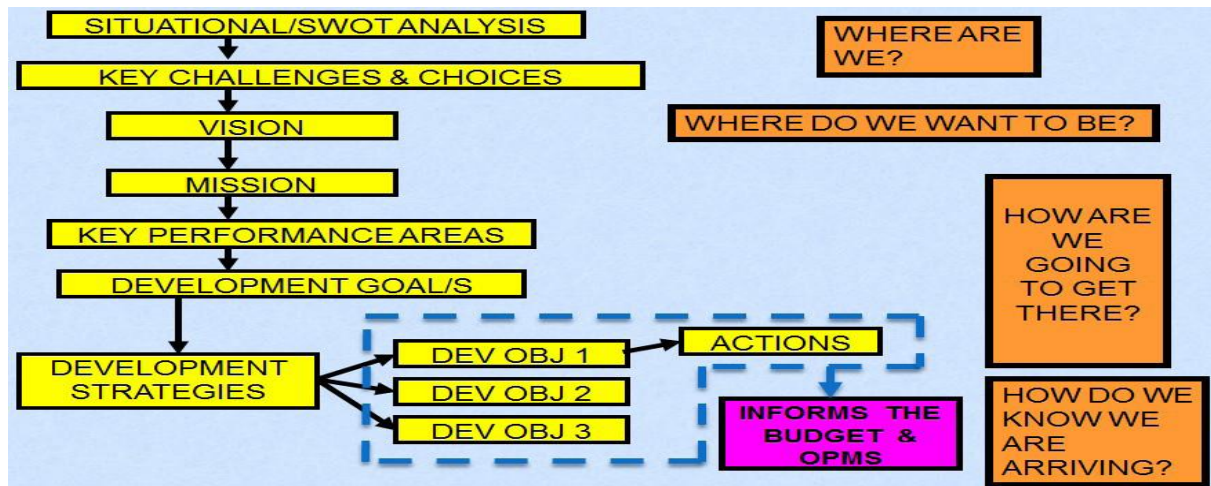 SITUATIONAL/SWOT ANALYSIS
KEY CHALLENGES & CHOICES
VISION
MISSION
KEY PERFORMANCE AREAS
DEVELOPMENT GOAL/S
DEVELOPMENT
STRATEGIES
DEV OBJ 1
DEV OBJ 2
DEV OBJ 3
ACTIONS
INFORMS THE
BUDGET &
OPMS
WHERE ARE
WE?
WHERE DO WE WANT TO BE?
HOW ARE
WE
GOING
TO GET
THERE?
HOW DO WE
KNOW WE
ARE
ARRIVING?